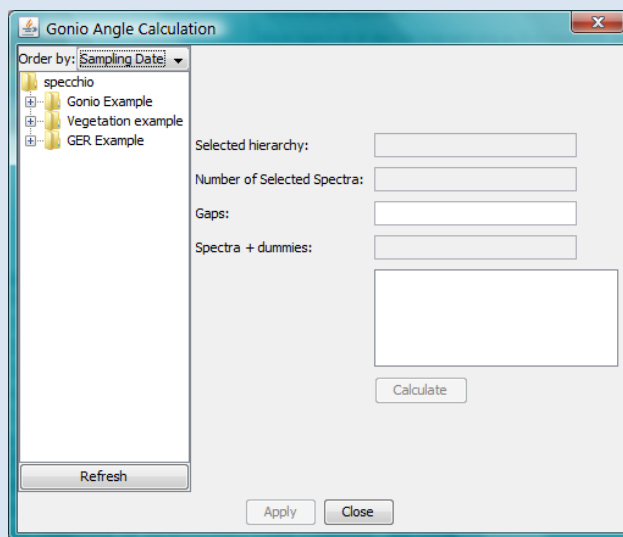 Gonio Angle Calculation
Order by: Sampling Date
specchio
Gonio Example
Vegetation example
GER Example
Selected hierarchy:
Number of Selected Spectra:
Gaps:
Spectra + dummies:
Calculate
Refresh
Apply
Close